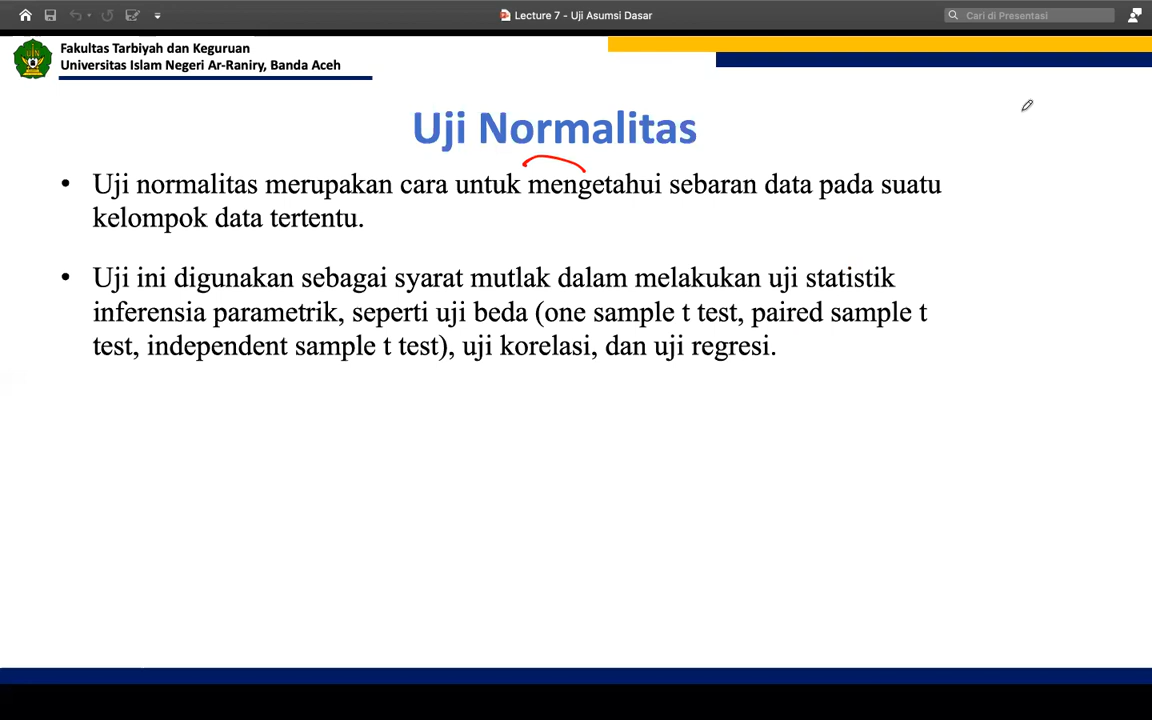 Lecture 7 - Uji Asumsi Dasar
Cari di Presentasi
Fakultas Tarbiyah dan Keguruan
Universitas Islam Negeri Ar-Raniry, Banda Aceh
Uji Normalitas
• Uji normalitas merupakan cara untuk mengetahui sebaran data pada suatu
kelompok data tertentu.
• Uji ini digunakan sebagai syarat mutlak dalam melakukan uji statistik
inferensia parametrik, seperti uji beda (one sample t test, paired sample t
test, independent sample t test), uji korelasi, dan uji regresi.